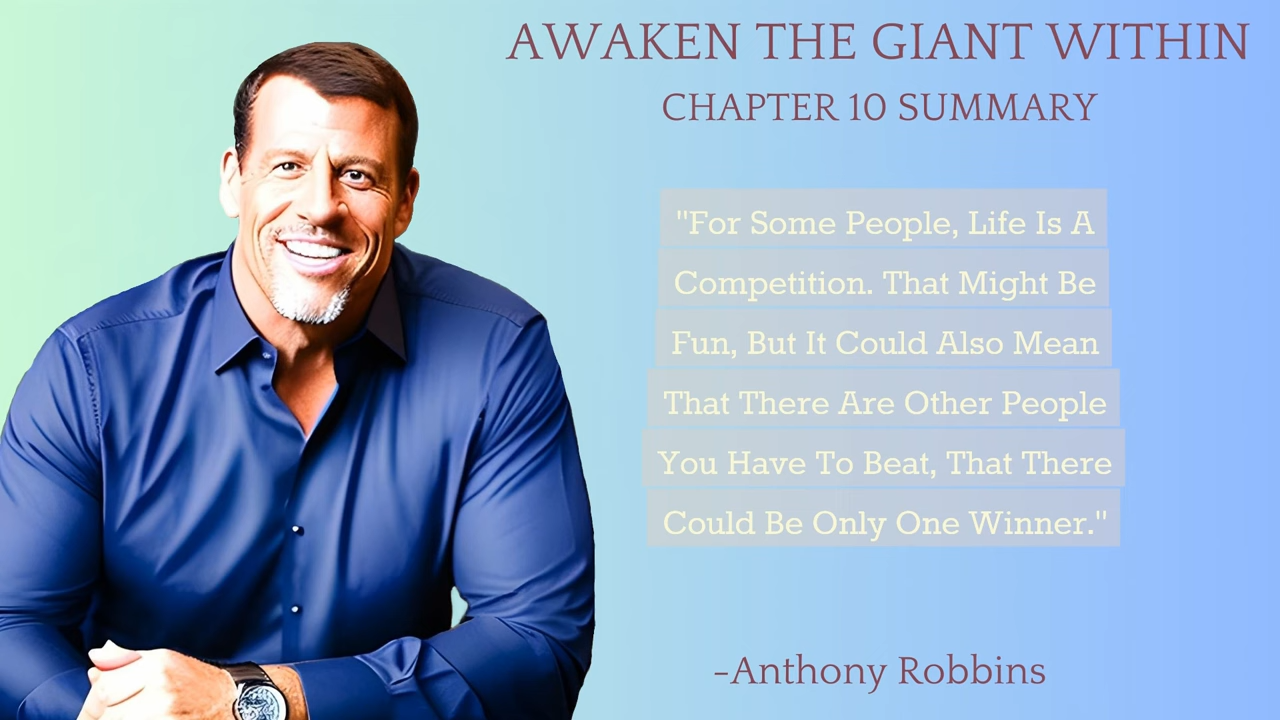 AWAKEN THE GIANT WITHIN
CHAPTER 10 SUMMARY
"For Some People, Life Is A
Competition. That Might Be
Fun, But It Could Also Mean
That There Are Other People
You Have To Beat, That There
Could Be Only One Winner."
-Anthony Robbins